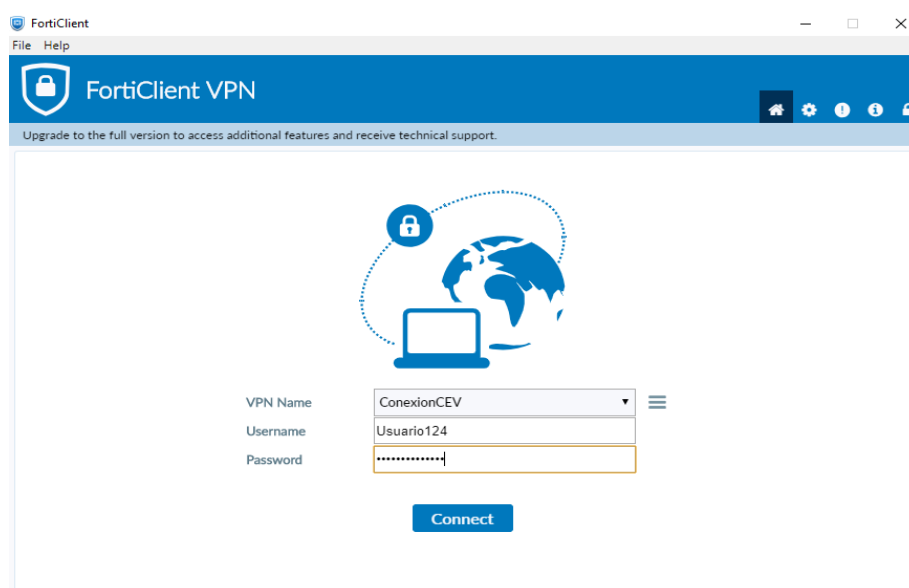 FortiClient
File Help
FortiClient VPN
Upgrade to the full version to access additional features and receive technical support.
VPN Name ConexionCEV
Username Usuario124
Password ••••••••••••••
Connect